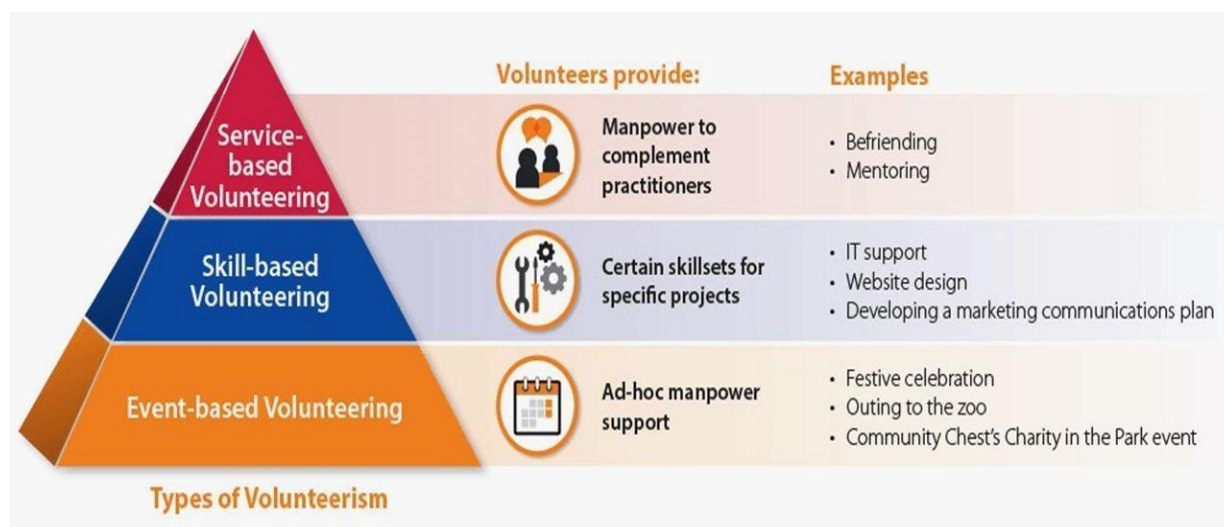 Volunteers provide:
Examples
Service-
based
Volunteering
Manpower to
complement
practitioners
• Befriending
• Mentoring
Skill-based
Volunteering
Certain skillsets for
specific projects
• IT support
• Website design
• Developing a marketing communications plan
Event-based Volunteering
Ad-hoc manpower
support
• Festive celebration
• Outing to the zoo
• Community Chest's Charity in the Park event
Types of Volunteerism